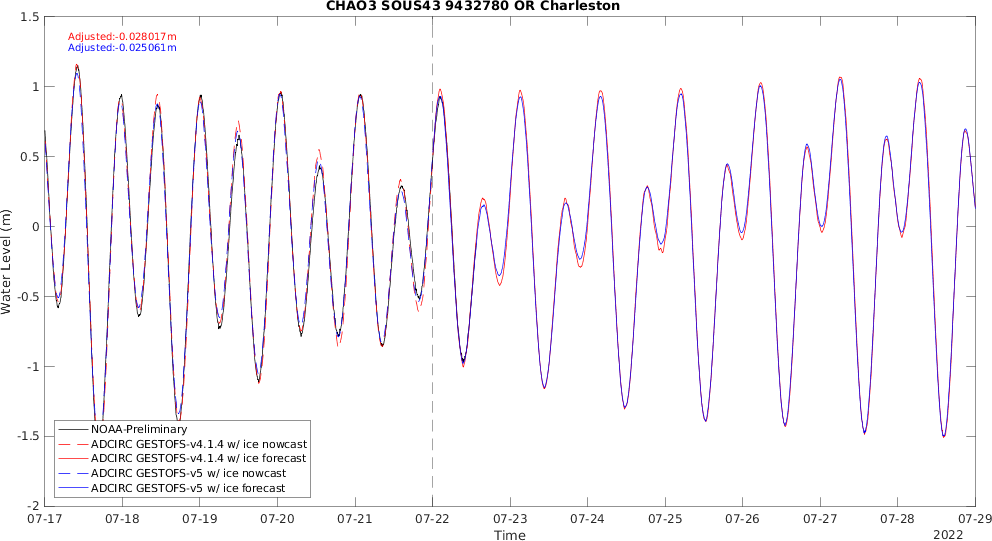 CHAO3 SOUS43 9432780 OR Charleston
Adjusted:-0.028017m
Adjusted:-0.025061m
1.5
1
0.5
0
-0.5
-1
-1.5
-2
Water Level (m)
NOAA-Preliminary
ADCIRC GESTOFS-v4.1.4 w/ ice nowcast
ADCIRC GESTOFS-v4.1.4 w/ ice forecast
ADCIRC GESTOFS-v5 w/ ice nowcast
ADCIRC GESTOFS-v5 w/ ice forecast
07-17 07-18 07-19 07-20 07-21 07-22 07-23 07-24 07-25 07-26 07-27 07-28 07-29
Time
2022